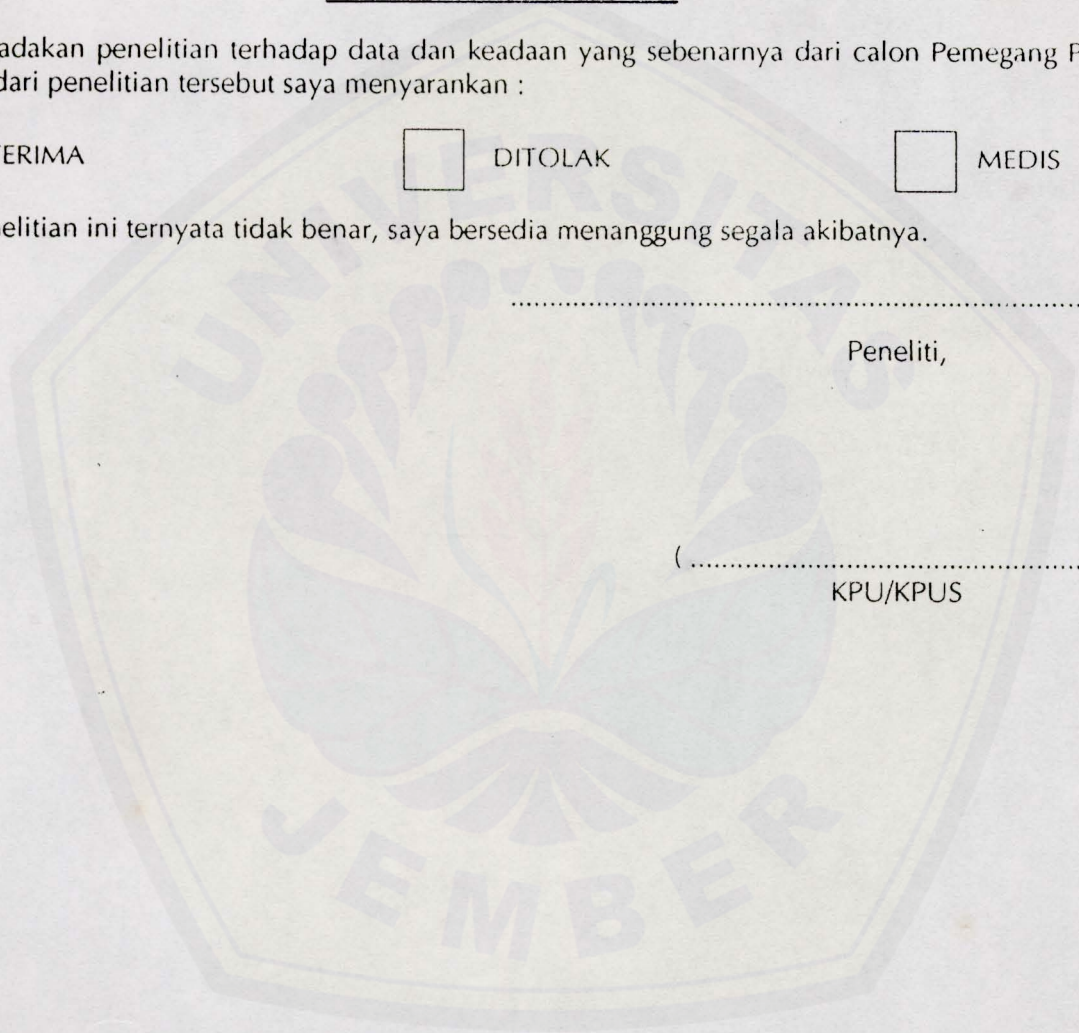 adakan penelitian terhadap data dan keadaan yang sebenarnya dari calon Pemegang P
dari penelitian tersebut saya menyarankan :
ERIMA DITOLAK MEDIS
elitian ini ternyata tidak benar, saya bersedia menanggung segala akibatnya.
................................................................
Peneliti,
( ................................................................
KPU/KPUS
UNIVERSITAS
JEMBER